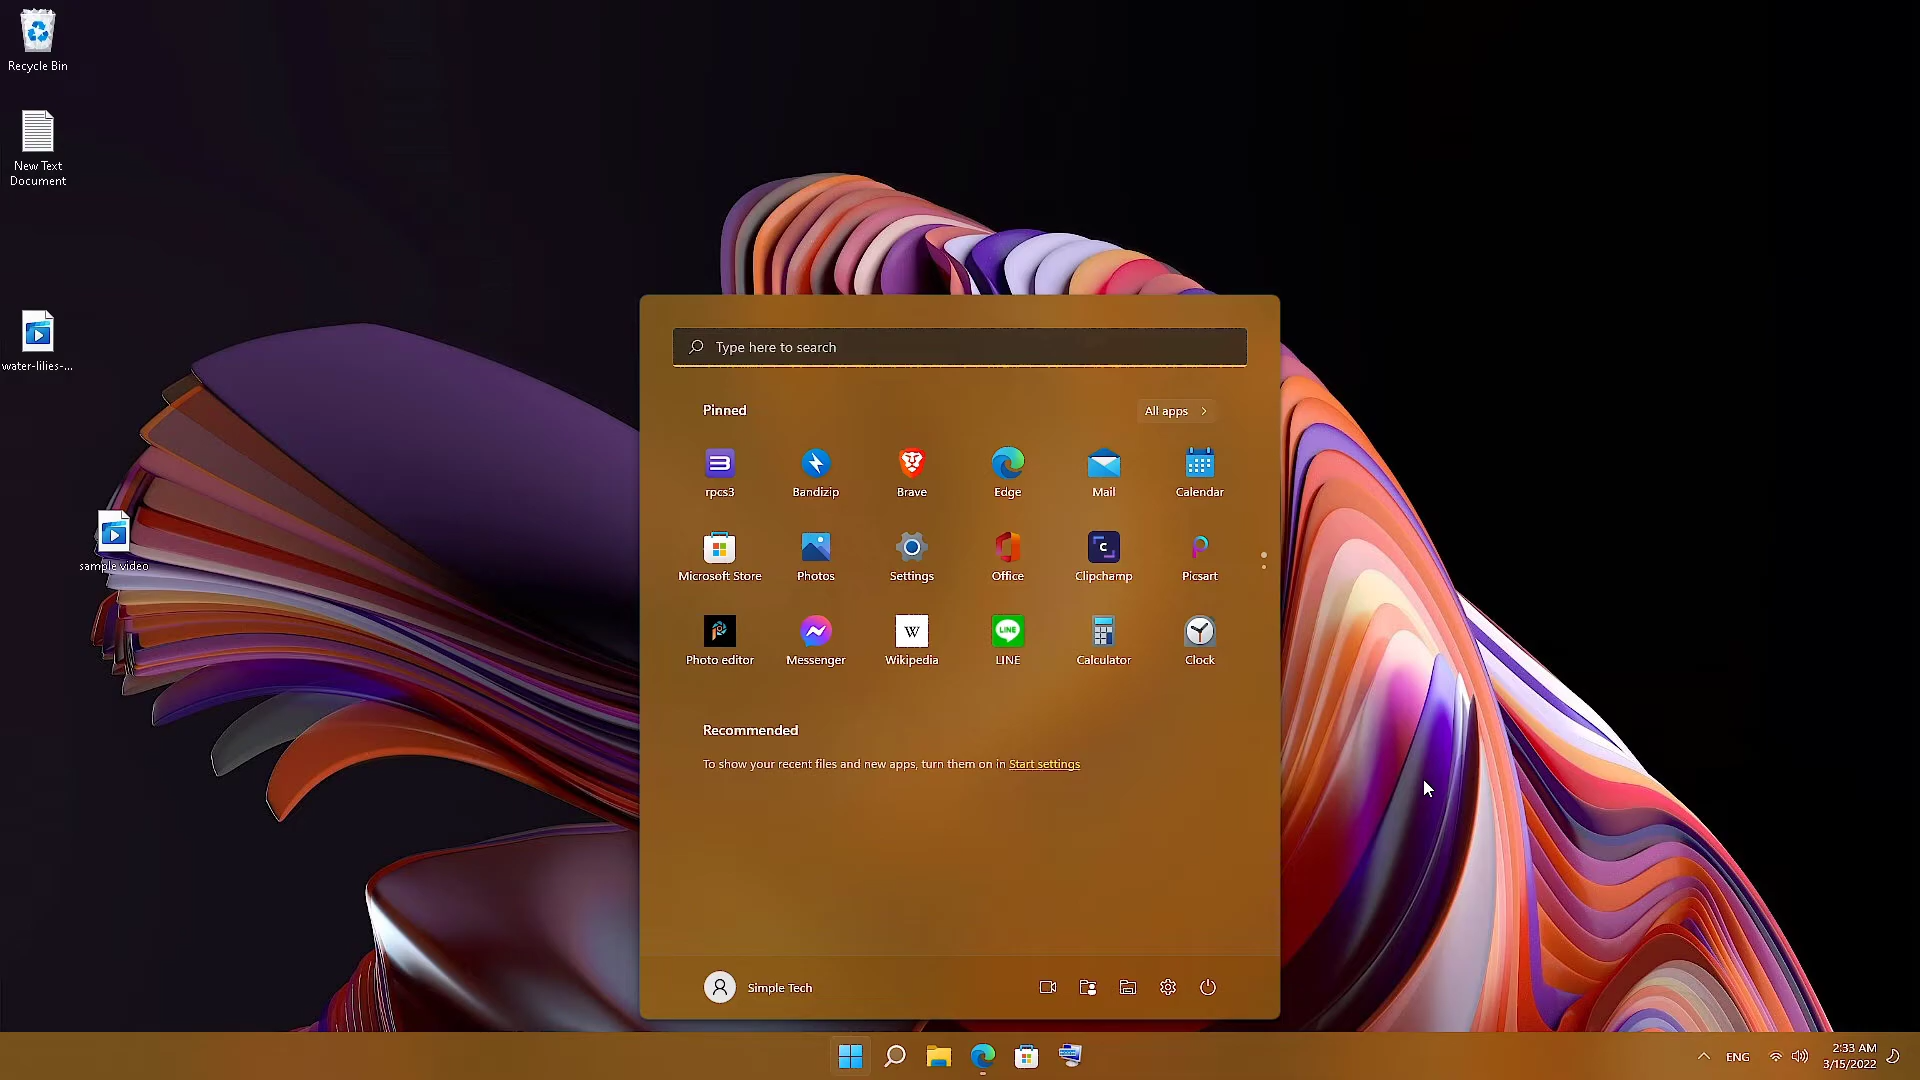 Recycle Bin
New Text
Document
water-lilies-...
sample video
Type here to search
Pinned
All apps
rpcs3
Bandizip
Brave
Edge
Mail
Calendar
Microsoft Store
Photos
Settings
Office
Clipchamp
Picsart
Photo editor
Messenger
W
Wikipedia
LINE
LINE
Calculator
Clock
Recommended
To show your recent files and new apps, turn them on in Start settings
Simple Tech
ENG
2:33 AM
3/15/2022